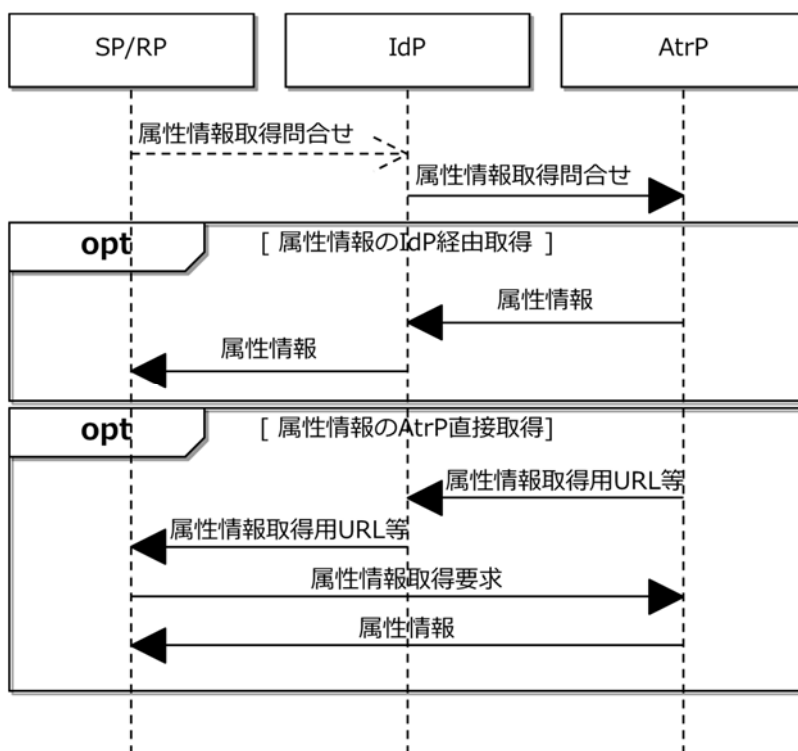 SP/RP IdP AtrP
属性情報取得問合せ
属性情報取得問合せ
opt [ 属性情報のIdP経由取得 ]
属性情報
属性情報
opt [ 属性情報のAtrP直接取得]
属性情報取得用URL等
属性情報取得用URL等
属性情報取得要求
属性情報